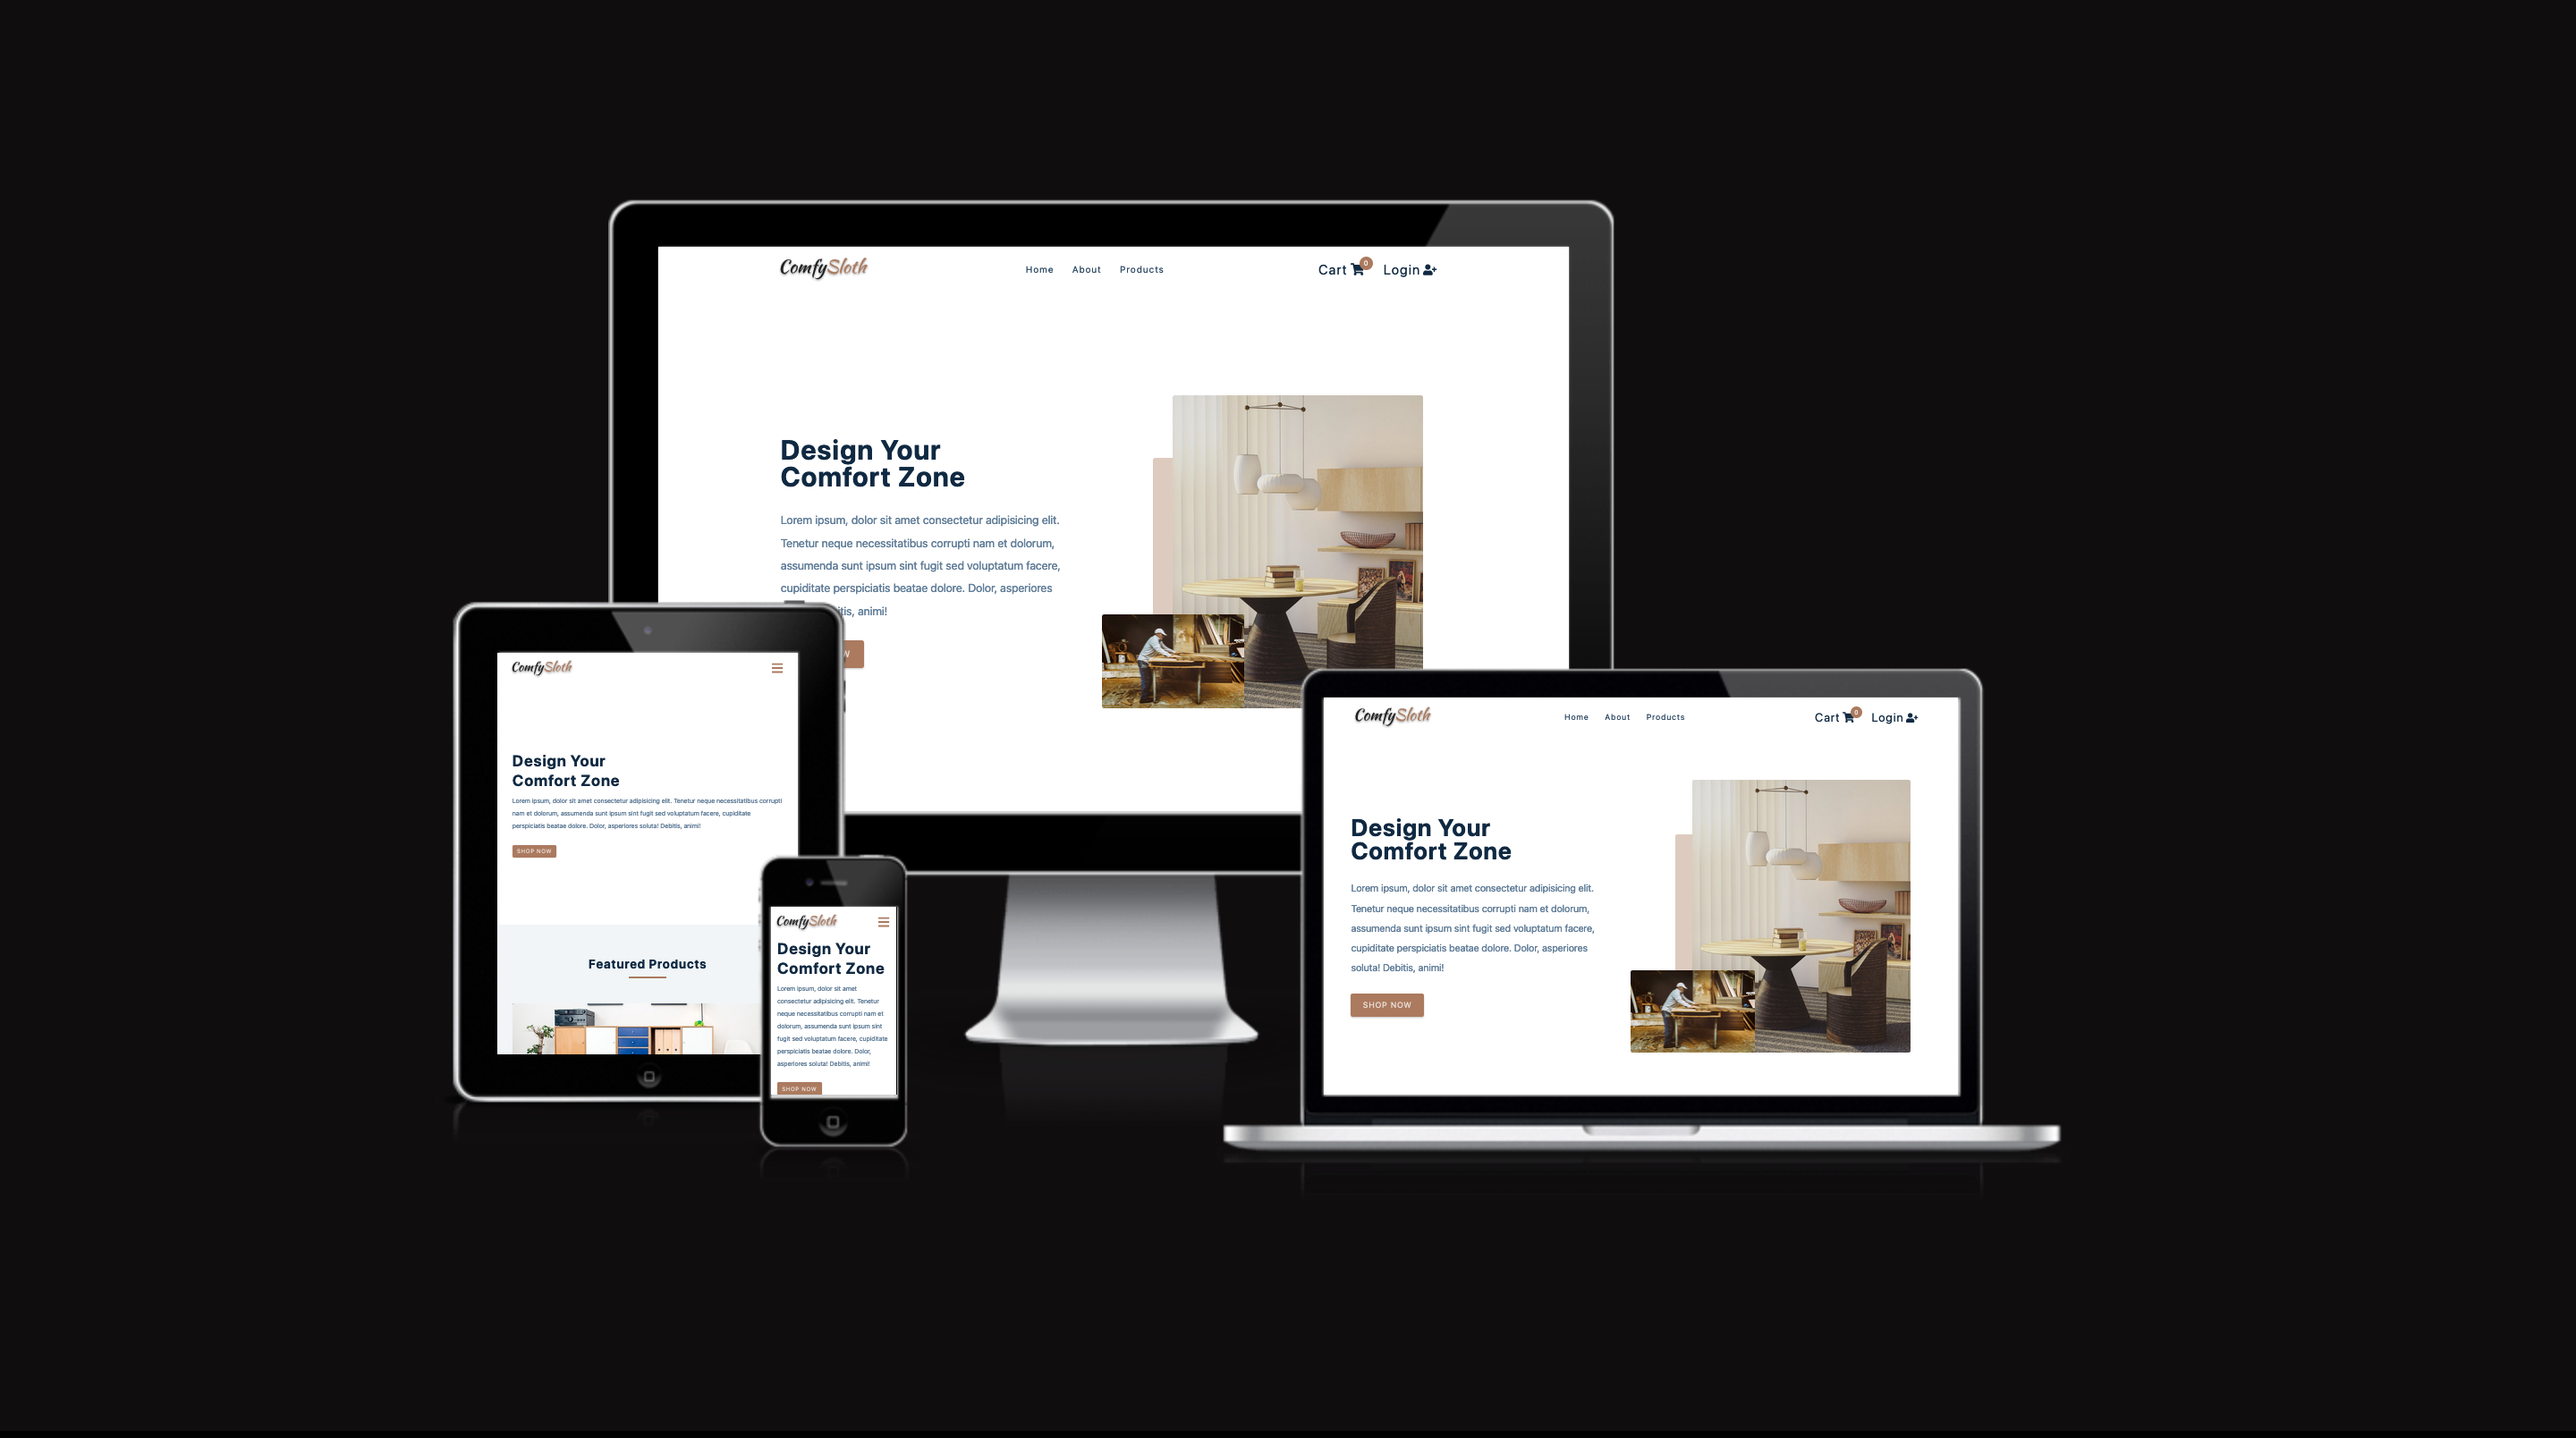 ComfySloth
Home About Products
Cart 0 Login
Design Your
Comfort Zone
Lorem ipsum, dolor sit amet consectetur adipisicing elit.
Tenetur neque necessitatibus corrupti nam et dolorum,
assumenda sunt ipsum sint fugit sed voluptatum facere,
cupiditate perspiciatis beatae dolore. Dolor, asperiores
itis, animi!
W
ComfySloth
Design Your
Comfort Zone
Lorem ipsum, dolor sit amet consectetur adipisicing elit. Tenetur neque necessitatibus corrupti
nam et dolorum, assumenda sunt ipsum sint fugit sed voluptatum facere, cupiditate
perspiciatis beatae dolore. Dolor, asperiores soluta! Debitis, animi!
SHOP NOW
Featured Products
ComfySloth
Design Your
Comfort Zone
Lorem ipsum, dolor sit amet
consectetur adipisicing elit. Tenetur
neque necessitatibus corrupti nam et
dolorum, assumenda sunt ipsum sint
fugit sed voluptatum facere, cupiditate
perspiciatis beatae dolore. Dolor,
asperiores soluta! Debitis, animi!
SHOP NOW
ComfySloth
Home About Products
Cart 0 Login
Design Your
Comfort Zone
Lorem ipsum, dolor sit amet consectetur adipisicing elit.
Tenetur neque necessitatibus corrupti nam et dolorum,
assumenda sunt ipsum sint fugit sed voluptatum facere,
cupiditate perspiciatis beatae dolore. Dolor, asperiores
soluta! Debitis, animi!
SHOP NOW